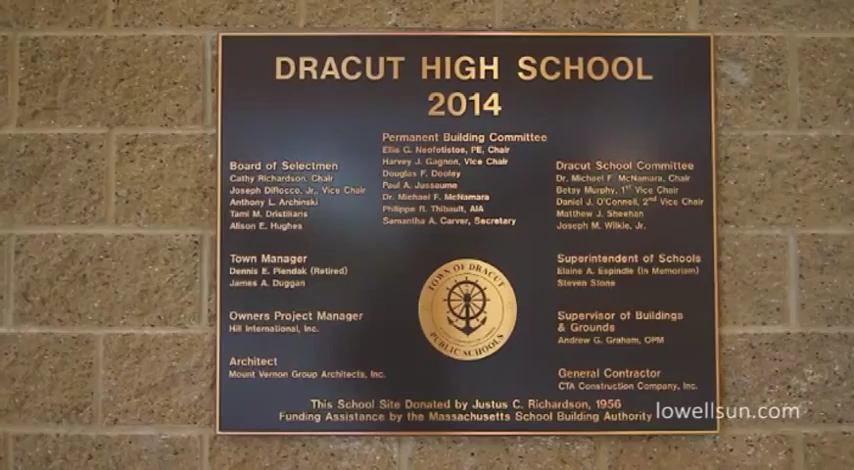 DRACUT HIGH SCHOOL
2014
Permanent Building Committee
Ellis G. Neofotistos, PE, Chair
Harvey J. Gagnon, Vice Chair
Douglas F. Dooley
Paul A. Jussaume
Dr. Michael F. McNamara
Philippe R. Thibault, AIA
Samantha A. Carver, Secretary
Board of Selectmen
Cathy Richardson, Chair
Joseph DiRocco, Jr., Vice Chair
Anthony L. Archinski
Tami M. Dristiliaris
Alison E. Hughes
Town Manager
Dennis E. Piendak (Retired)
James A. Duggan
Owners Project Manager
Hill International, Inc.
Architect
Mount Vernon Group Architects, Inc.
TOWN OF DRACUT
PUBLIC SCHOOLS
Dracut School Committee
Dr. Michael F. McNamara, Chair
Betsy Murphy, 1ST Vice Chair
Daniel J. O'Connell, 2nd Vice Chair
Matthew J. Sheehan
Joseph M. Wilkie, Jr.
Superintendent of Schools
Elaine A. Espindle (In Memoriam)
Steven Stone
Supervisor of Buildings
& Grounds
Andrew G. Graham, OPM
General Contractor
CTA Construction Company, Inc.
This School Site Donated by Justus C. Richardson, 1956
Funding Assistance by the Massachusetts School Building Authority
lowellsun.com